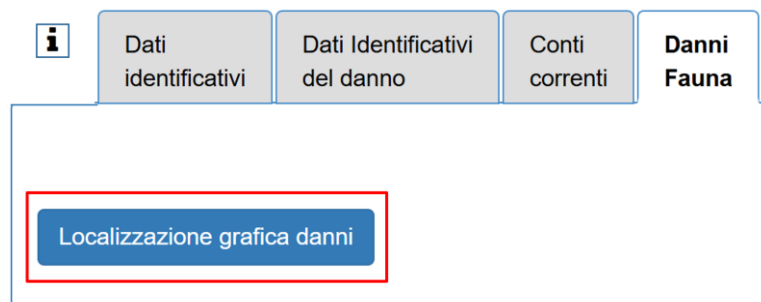 i
Dati
identificativi
Dati Identificativi
del danno
Conti
correnti
Danni
Fauna
Localizzazione grafica danni